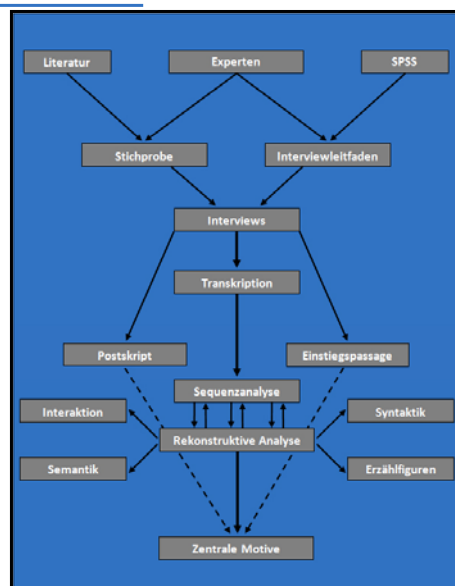 Literatur
Experten
SPSS
Stichprobe
Interviewleitfaden
Interviews
Transkription
Postskript
Einstiegspassage
Sequenzanalyse
Interaktion
Syntaktik
Rekonstruktive Analyse
Semantik
Erzählfiguren
Zentrale Motive